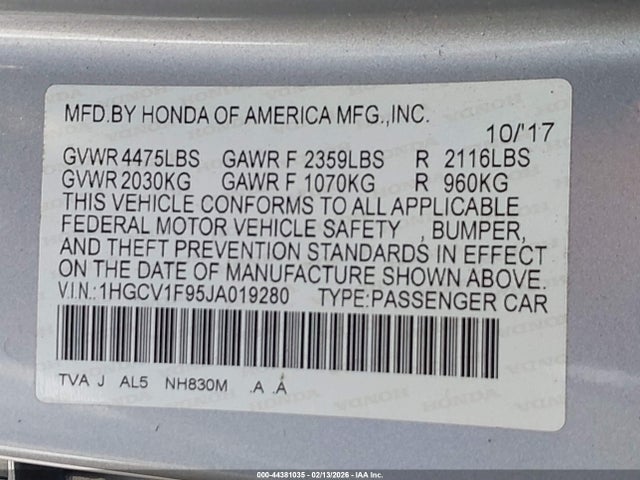 MFD.BY HONDA OF AMERICA MFG.,INC.
10/'17
GVWR 4475LBS GAWR F 2359LBS R 2116LBS
GVWR 2030KG GAWR F 1070KG R 960KG
THIS VEHICLE CONFORMS TO ALL APPLICABLE
FEDERAL MOTOR VEHICLE SAFETY , BUMPER,
AND THEFT PREVENTION STANDARDS IN EFFECT
ON THE DATE OF MANUFACTURE SHOWN ABOVE.
V.I.N.: 1HGCV1F95JA019280 TYPE:PASSENGER CAR
TVA J AL5 NH830M .A .A
000-44381035 - 02/13/2026 - IAA Inc.